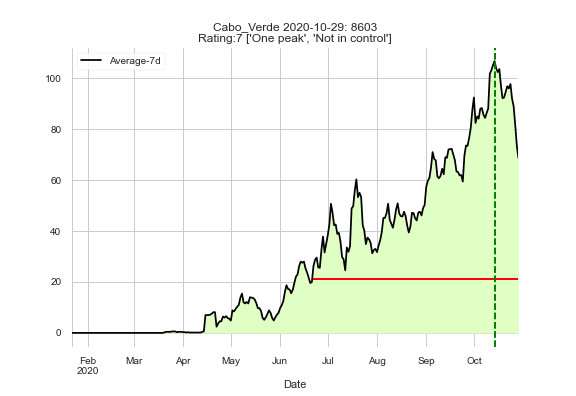 Cabo_Verde 2020-10-29: 8603
Rating:7 ['One peak', 'Not in control']
Average-7d
100
80
60
40
20
0
Feb Mar Apr May Jun Jul Aug Sep Oct
2020
Date